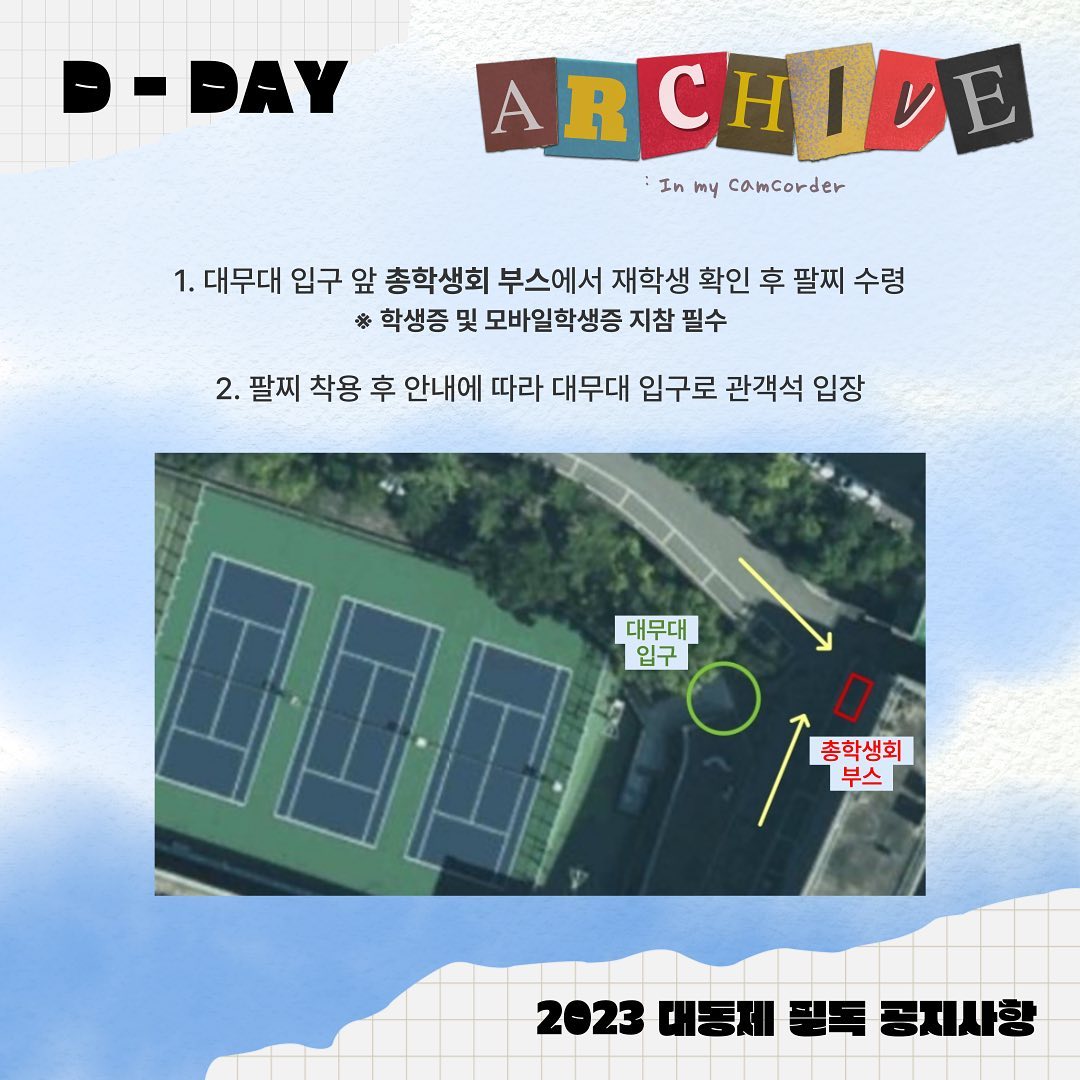 D - DAY
ARCHIVE
: In my Camcorder
1. 대무대 입구 앞 총학생회 부스에서 재학생 확인 후 팔찌 수령
※ 학생증 및 모바일학생증 지참 필수
2. 팔찌 착용 후 안내에 따라 대무대 입구로 관객석 입장
대무대
입구
총학생회
부스
2023 대동제 필독 공지사항